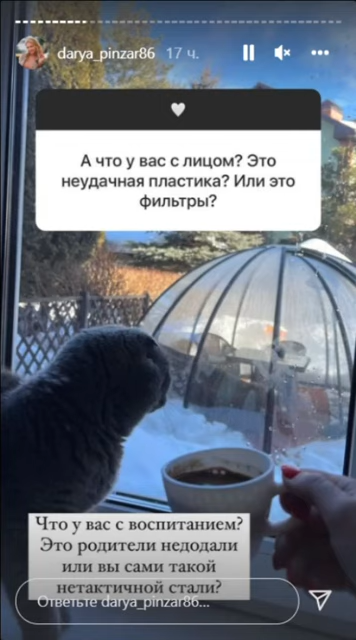 darya_pinzar86 17 ч.
А что у вас с лицом? Это
неудачная пластика? Или это
фильтры?
Что у вас с воспитанием?
Это родители недодали
или вы сами такой
нетактичной стали?
Ответьте darya_pinzar86...